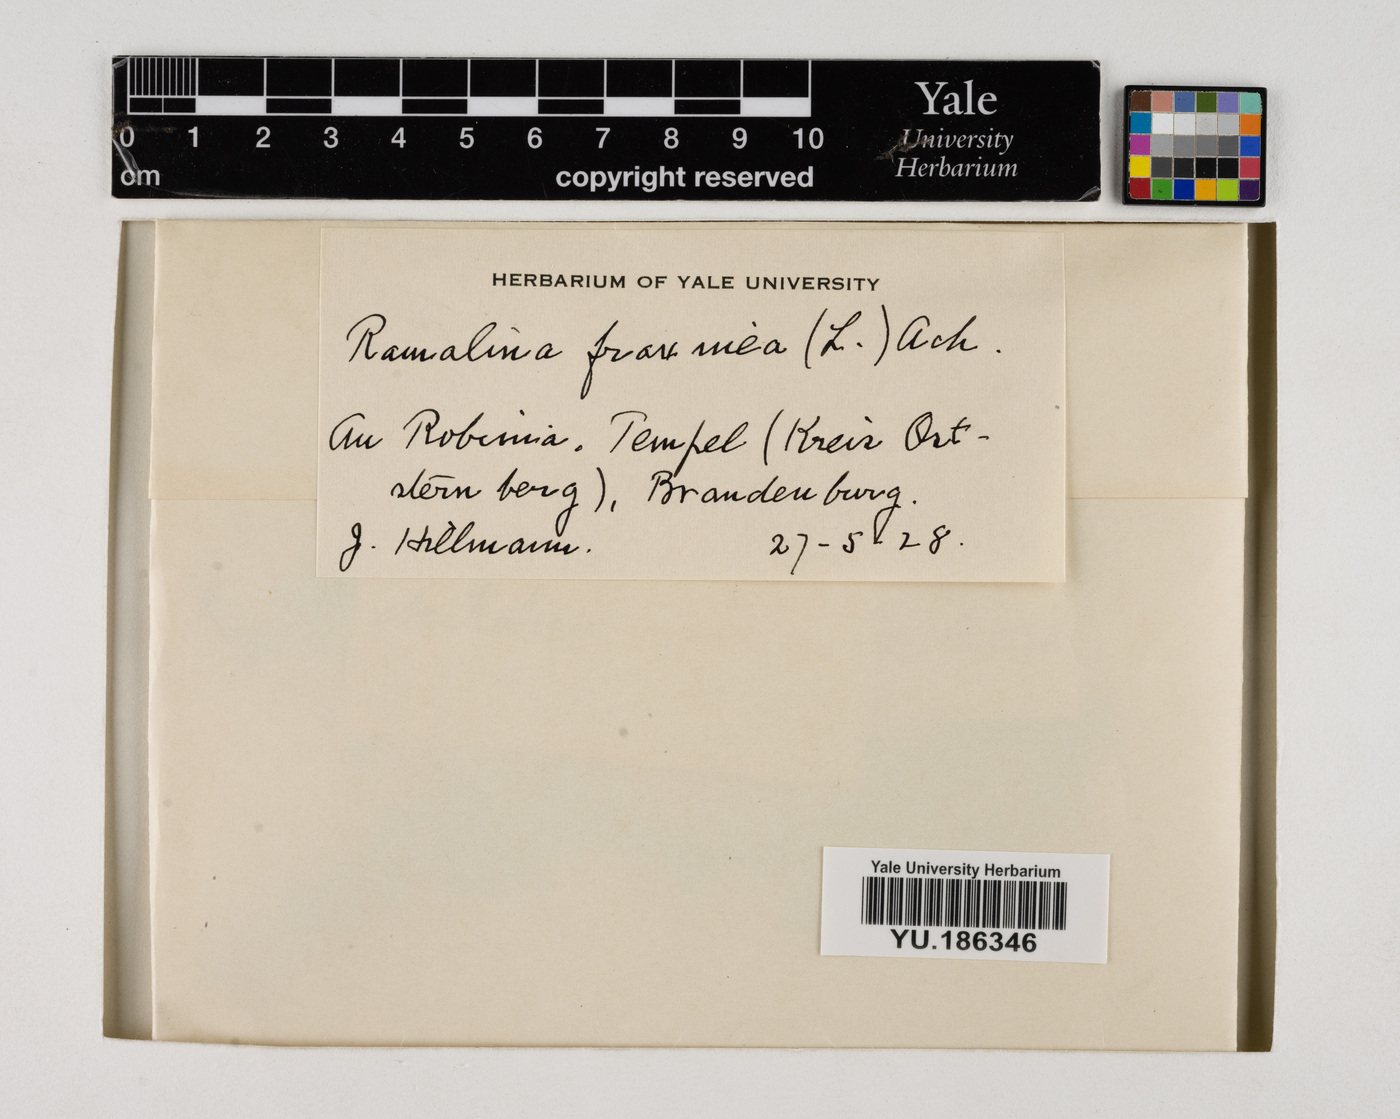 0 1 2 3 4 5 6 7 8 9 10
cm
copyright reserved
Yale
University
Herbarium
HERBARIUM OF YALE UNIVERSITY
Ramalina fraxinea (L.) Ach.
An Robinia. Tempel (Kreis Ost-
sternberg), Brandenburg.
J. Hillmann. 27-5-28.
Yale University Herbarium
YU.186346